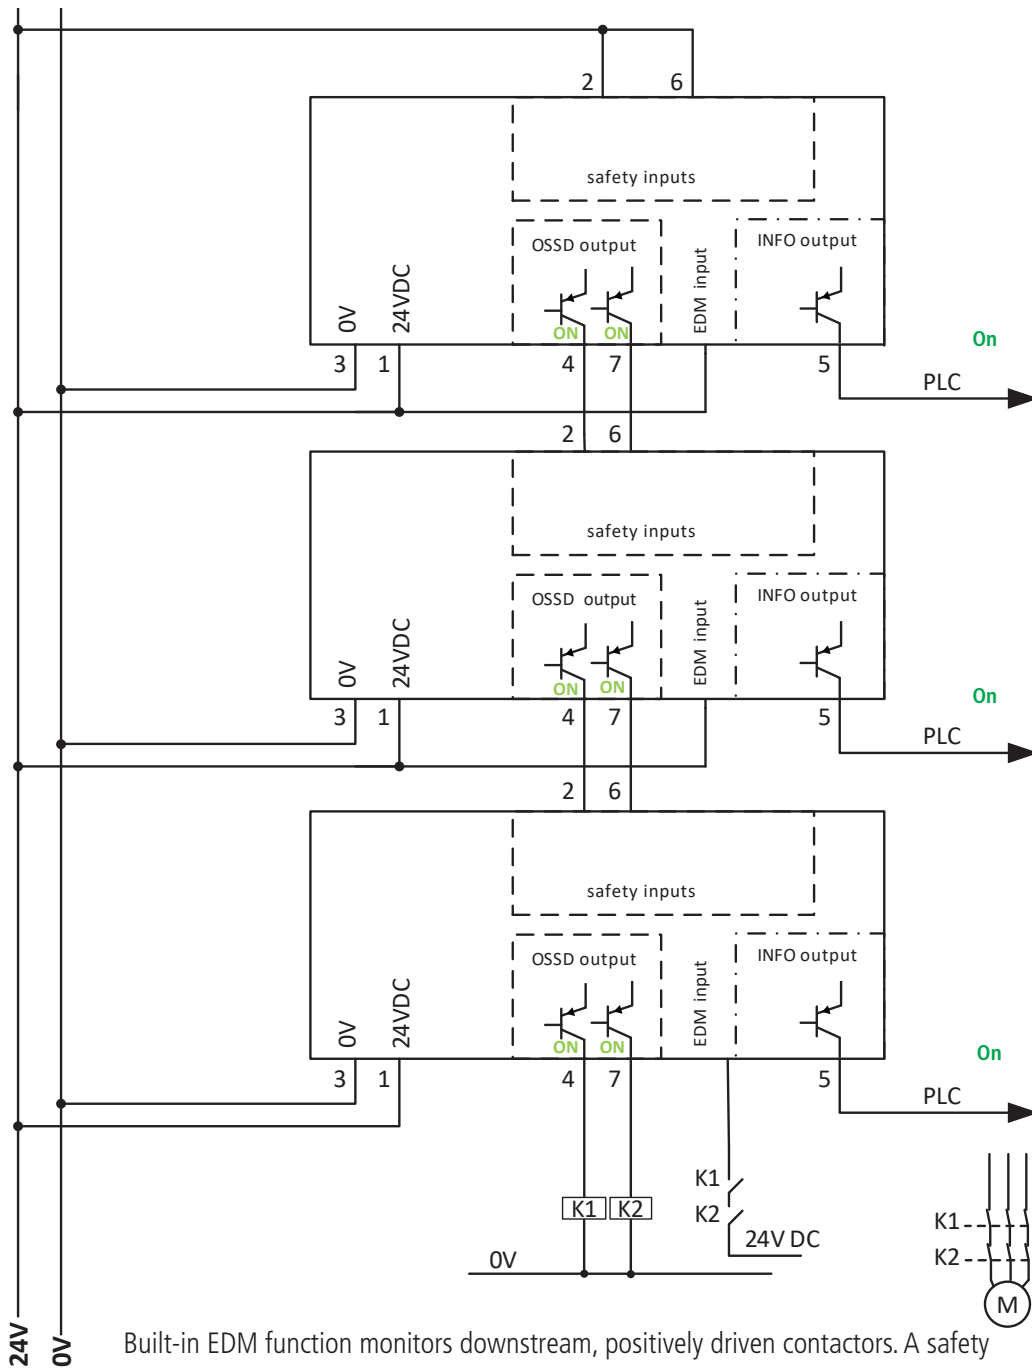 2 6
safety inputs
OSSD output
INFO output
EDM input
0V
24VDC
ON ON
On
3 1 4 7 5
PLC
2 6
safety inputs
OSSD output
INFO output
EDM input
0V
24VDC
ON ON
On
3 1 4 7 5
PLC
2 6
safety inputs
OSSD output
INFO output
EDM input
0V
24VDC
ON ON
On
3 1 4 7 5
PLC
K1
K2
K1 K2
24V DC
0V
K1
K2
M
24V
0V
Built-in EDM function monitors downstream, positively driven contactors. A safety